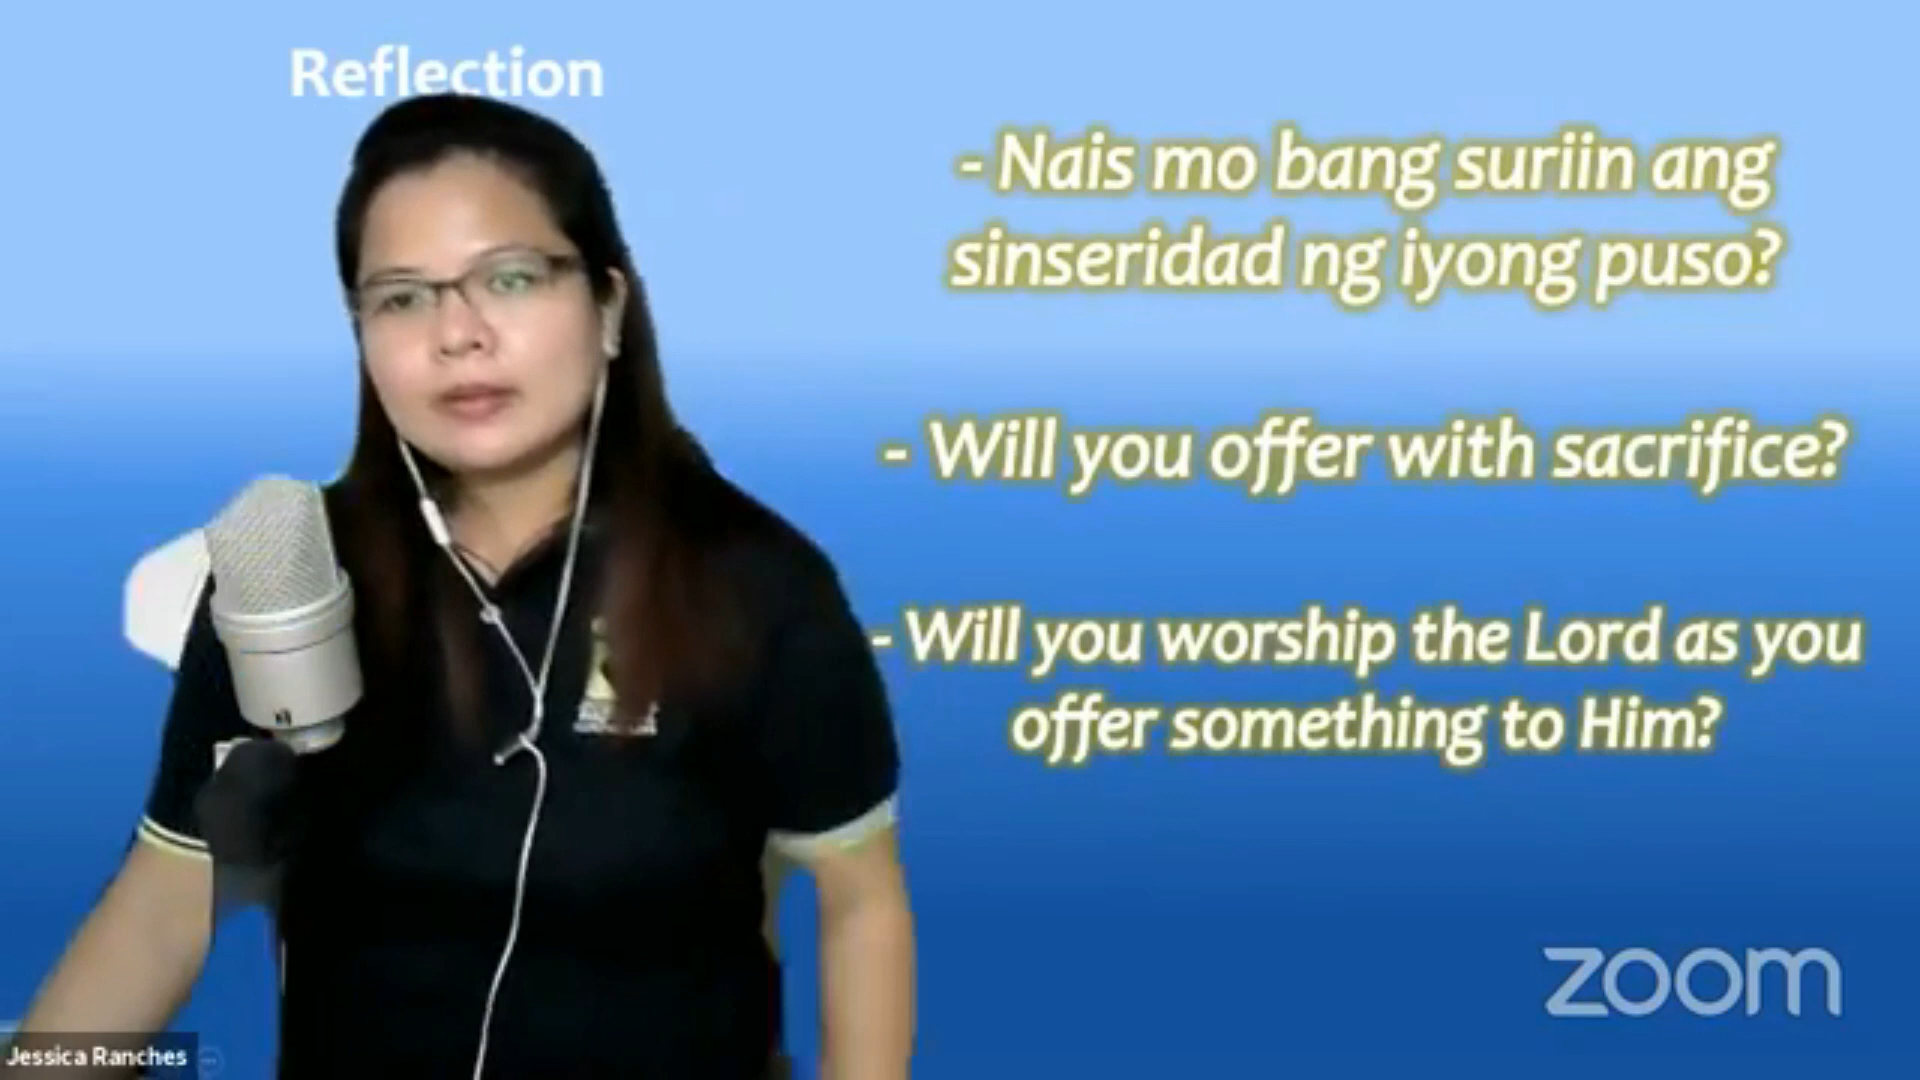 Reflection
- Nais mo bang suriin ang
sinseridad ng iyong puso?
- Will you offer with sacrifice?
- Will you worship the Lord as you
offer something to Him?
zoom
Jessica Ranches